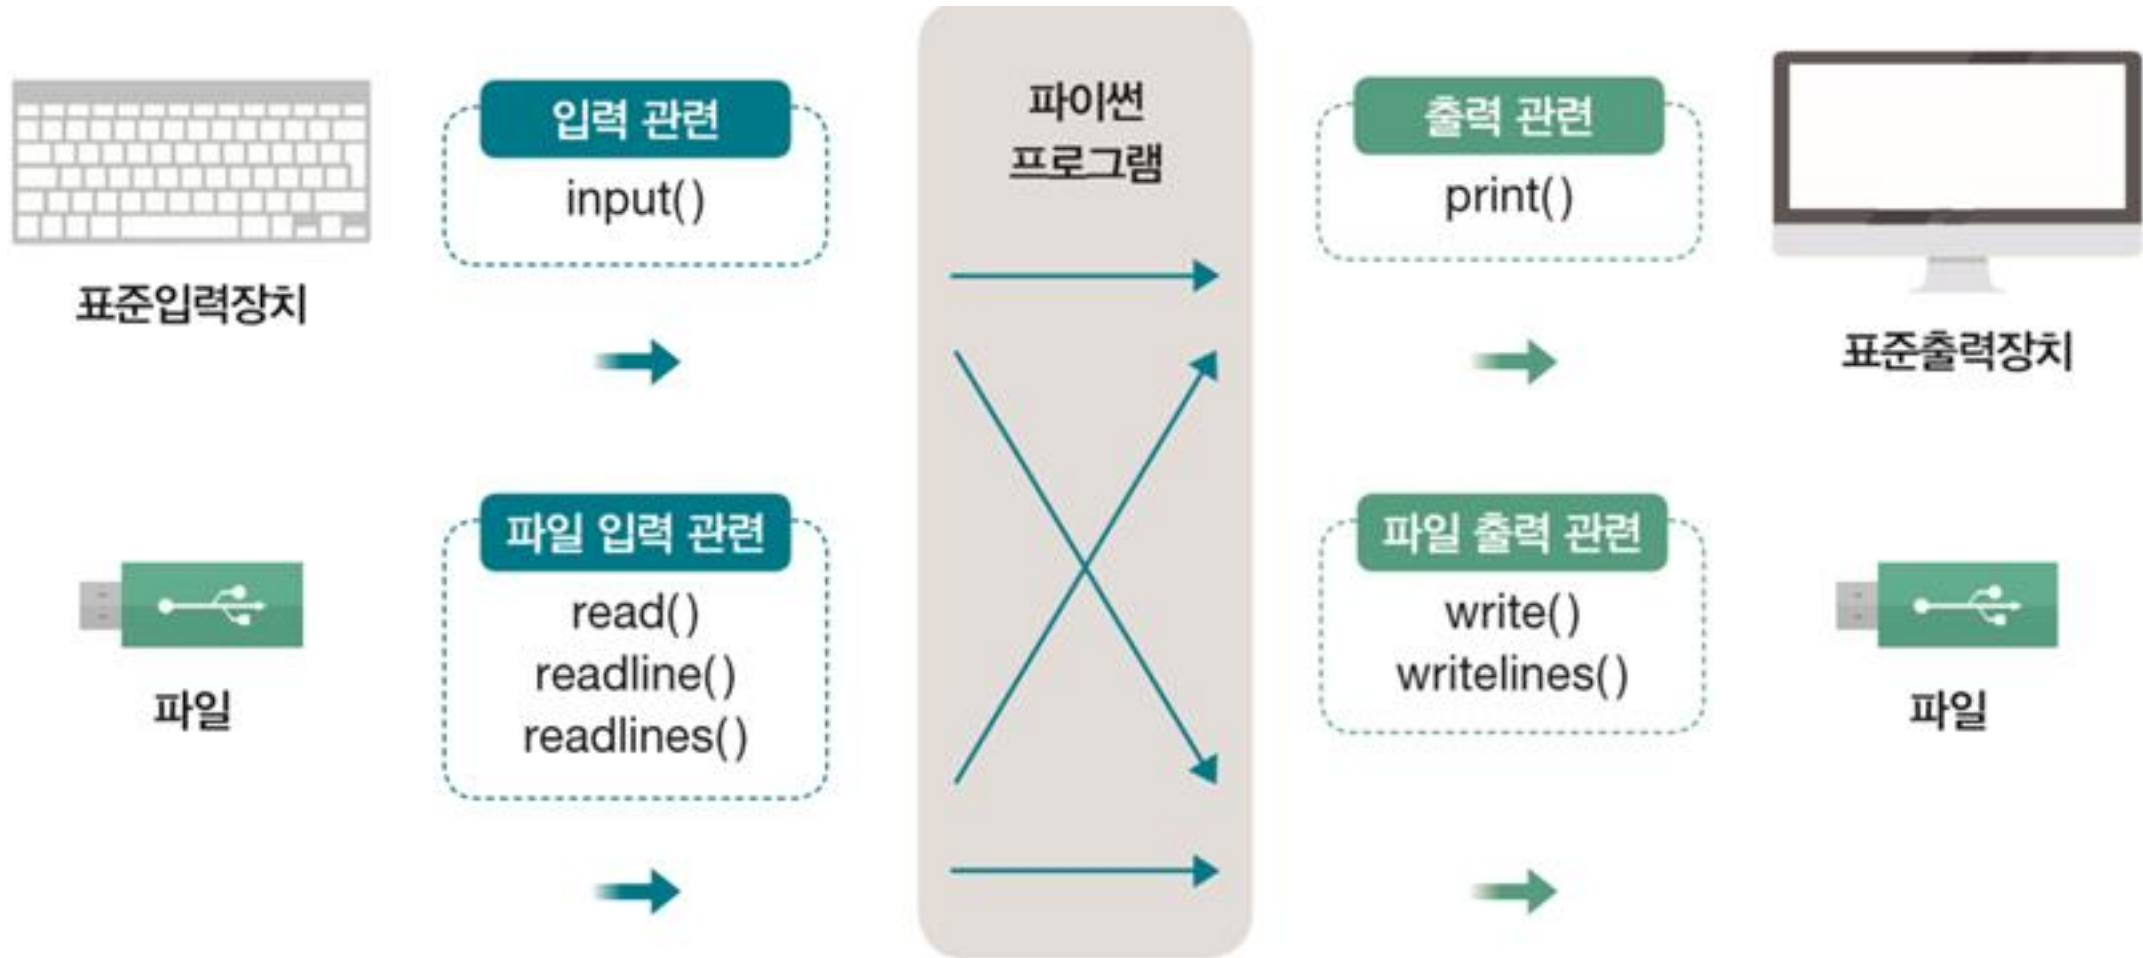 입력 관련
input()
표준입력장치
파이썬
프로그램
출력 관련
print()
표준출력장치
파일 입력 관련
read()
readline()
readlines()
파일
파일 출력 관련
write()
writelines()
파일